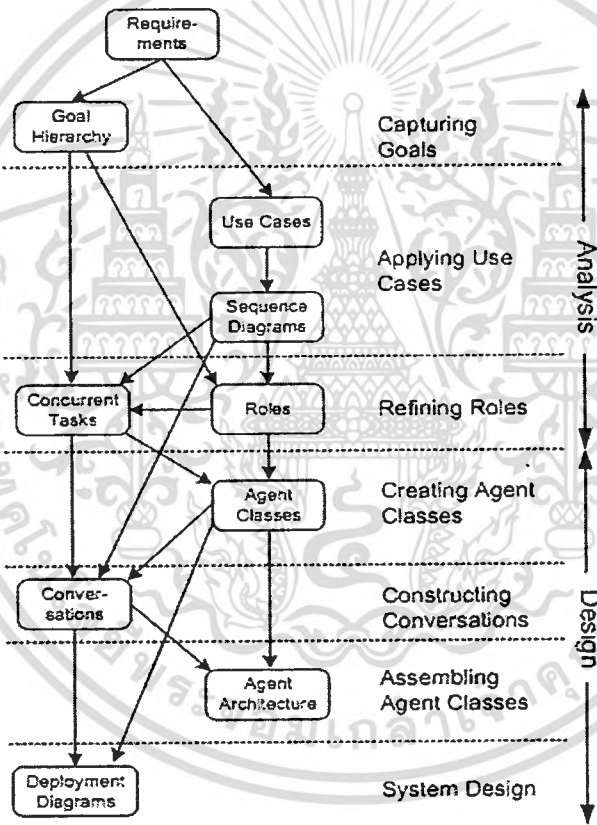 Require-
ments
Goal
Hierarchy
Capturing
Goals
Use Cases
Applying Use
Cases
Sequence
Diagrams
Analysis
Concurrent
Tasks
Roles
Refining Roles
Agent
Classes
Creating Agent
Classes
Conver-
sations
Constructing
Conversations
Design
Agent
Architecture
Assembling
Agent Classes
Deployment
Diagrams
System Design